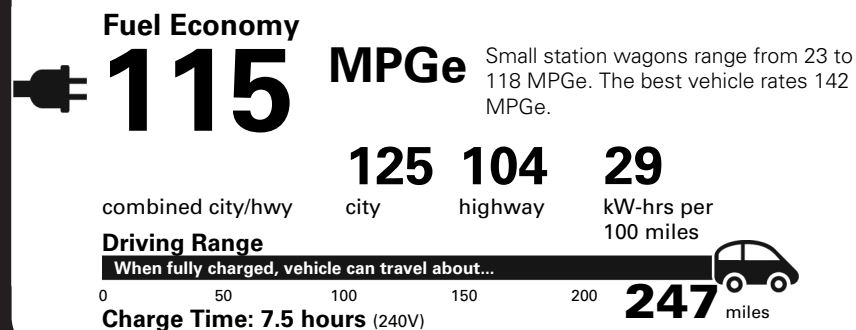 Fuel Economy
115 MPGe
Small station wagons range from 23 to
118 MPGe. The best vehicle rates 142
MPGe.
125 104 29
combined city/hwy city highway kW-hrs per
100 miles
Driving Range
When fully charged, vehicle can travel about...
0 50 100 150 200 247 miles
Charge Time: 7.5 hours (240V)